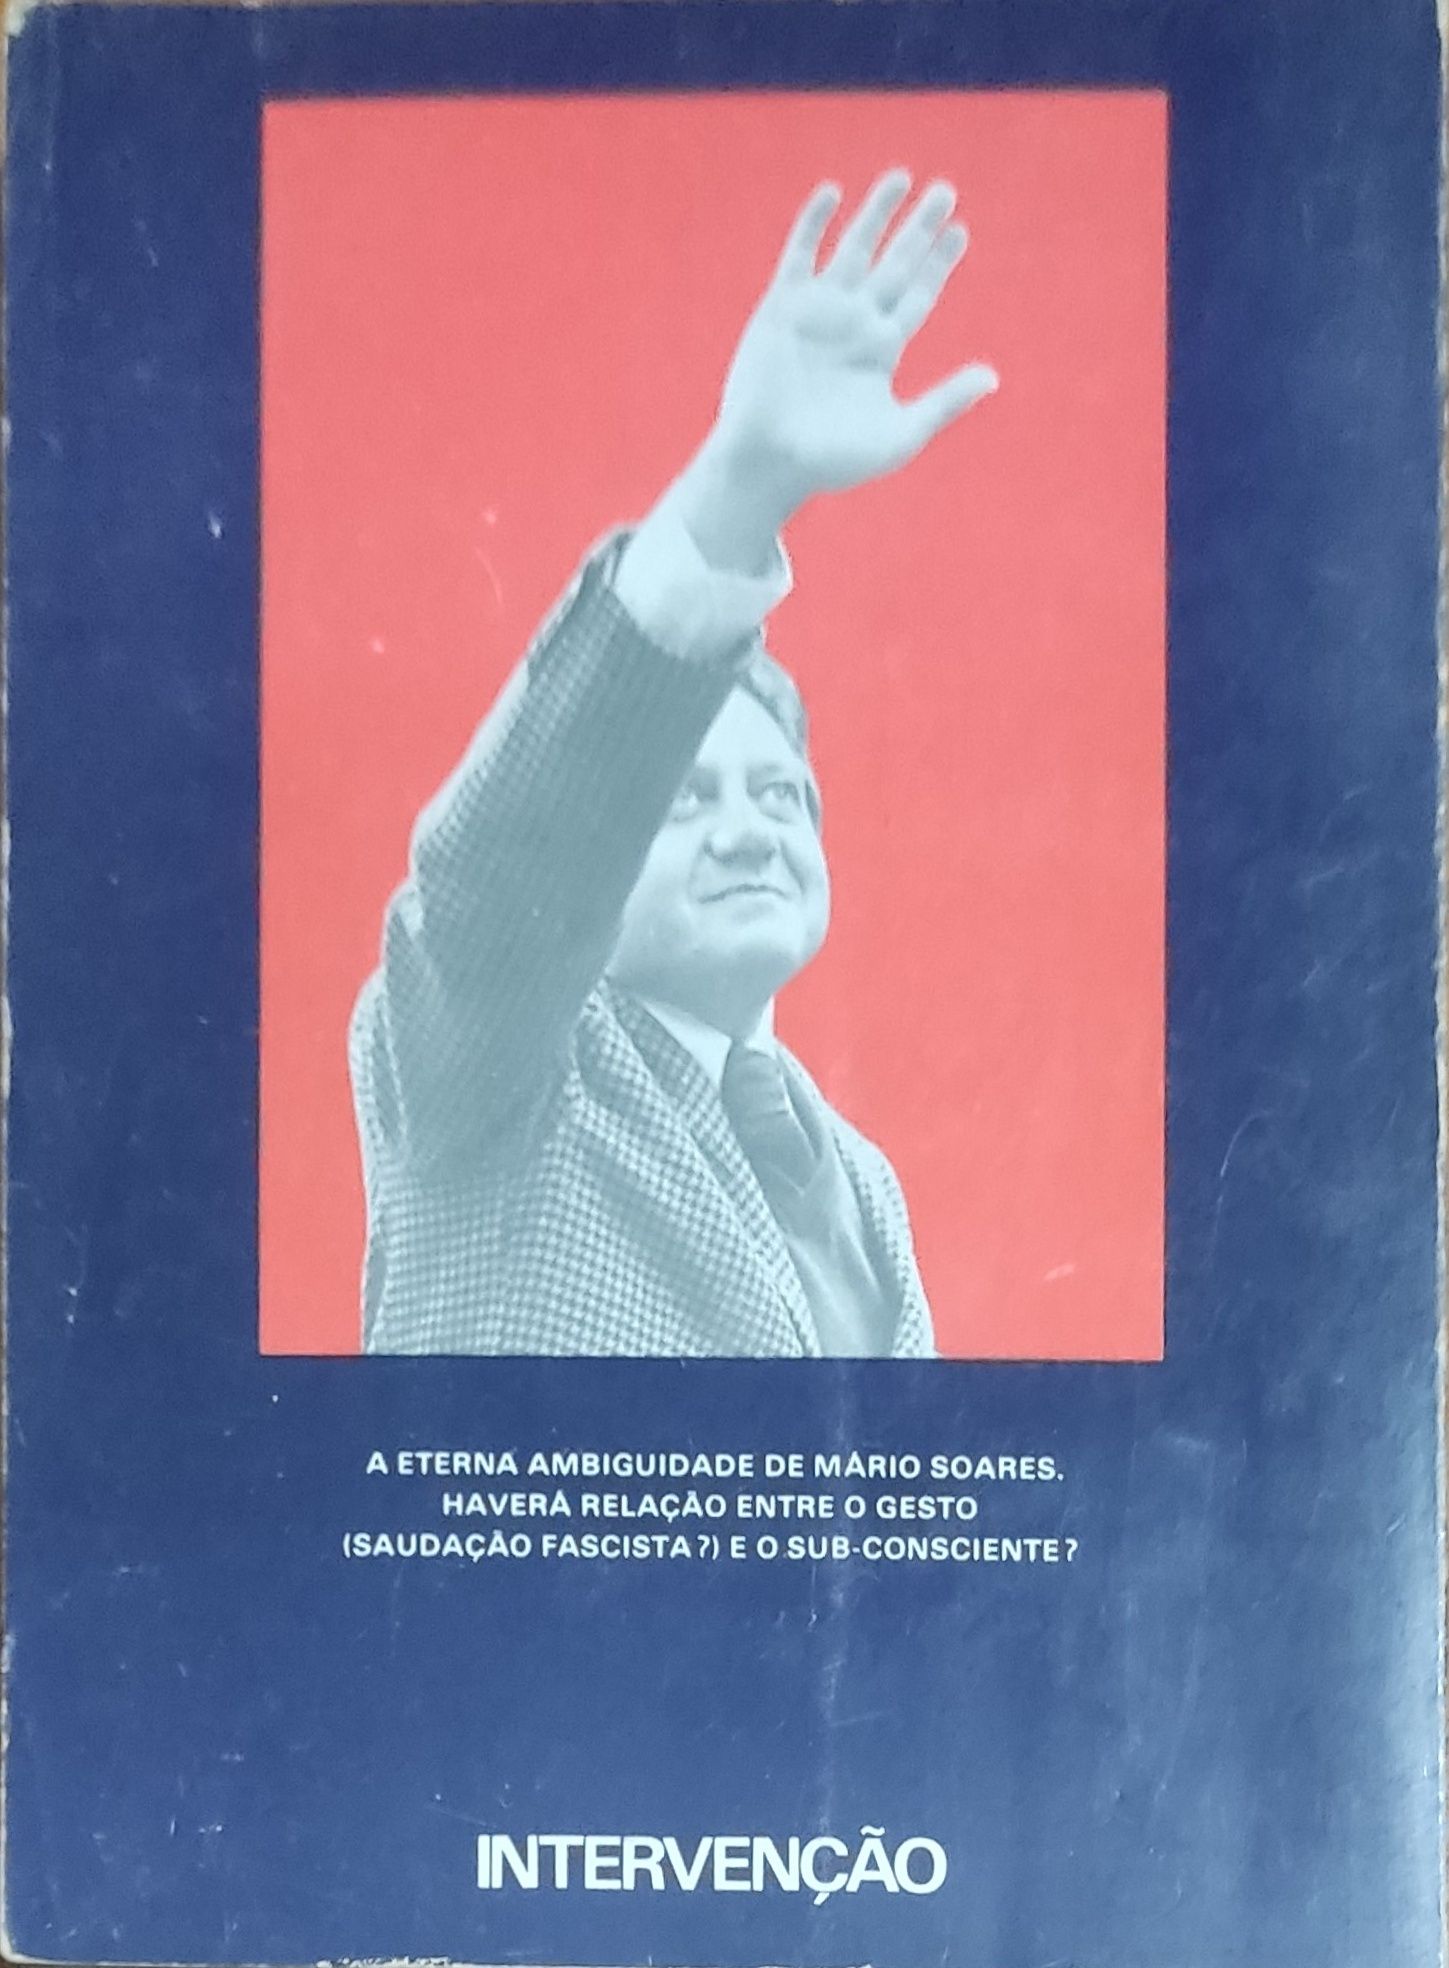 A ETERNA AMBIGUIDADE DE MÁRIO SOARES.
HAVERÁ RELAÇÃO ENTRE O GESTO
(SAUDAÇÃO FASCISTA?) E O SUB-CONSCIENTE?
INTERVENÇÃO